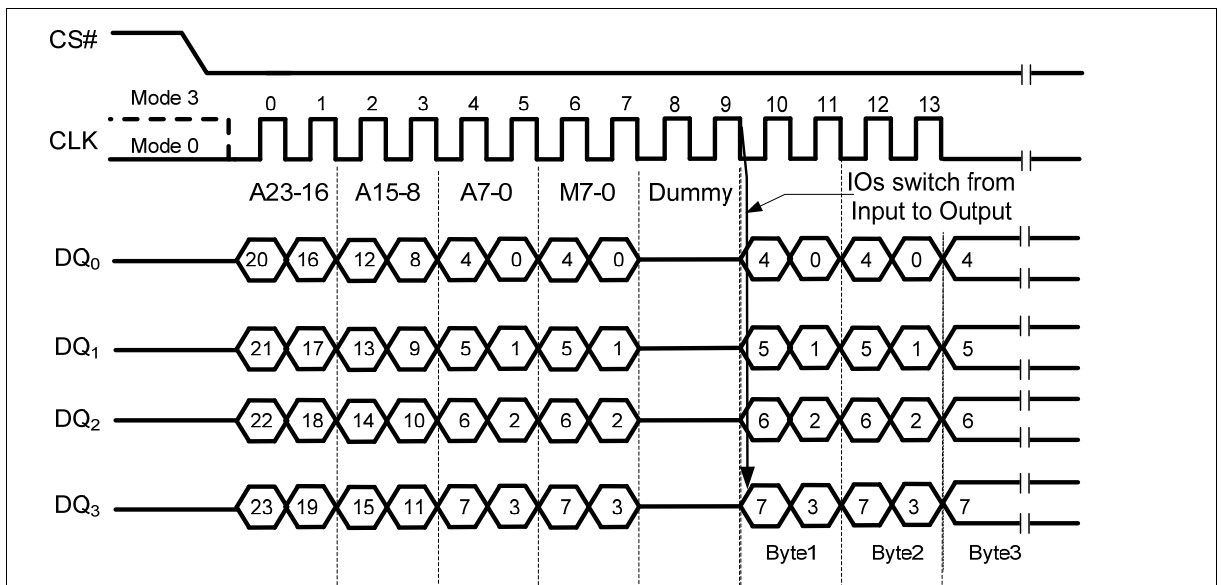 CS#
Mode 3
0 1 2 3 4 5 6 7 8 9 10 11 12 13
CLK
Mode 0
A23-16 A15-8 A7-0 M7-0 Dummy
IOs switch from
Input to Output
DQ0 20 16 12 8 4 0 4 0 4 0 4 0 4
DQ1 21 17 13 9 5 1 5 1 5 1 5 1 5
DQ2 22 18 14 10 6 2 6 2 6 2 6 2 6
DQ3 23 19 15 11 7 3 7 3 7 3 7 3 7
Byte1 Byte2 Byte3